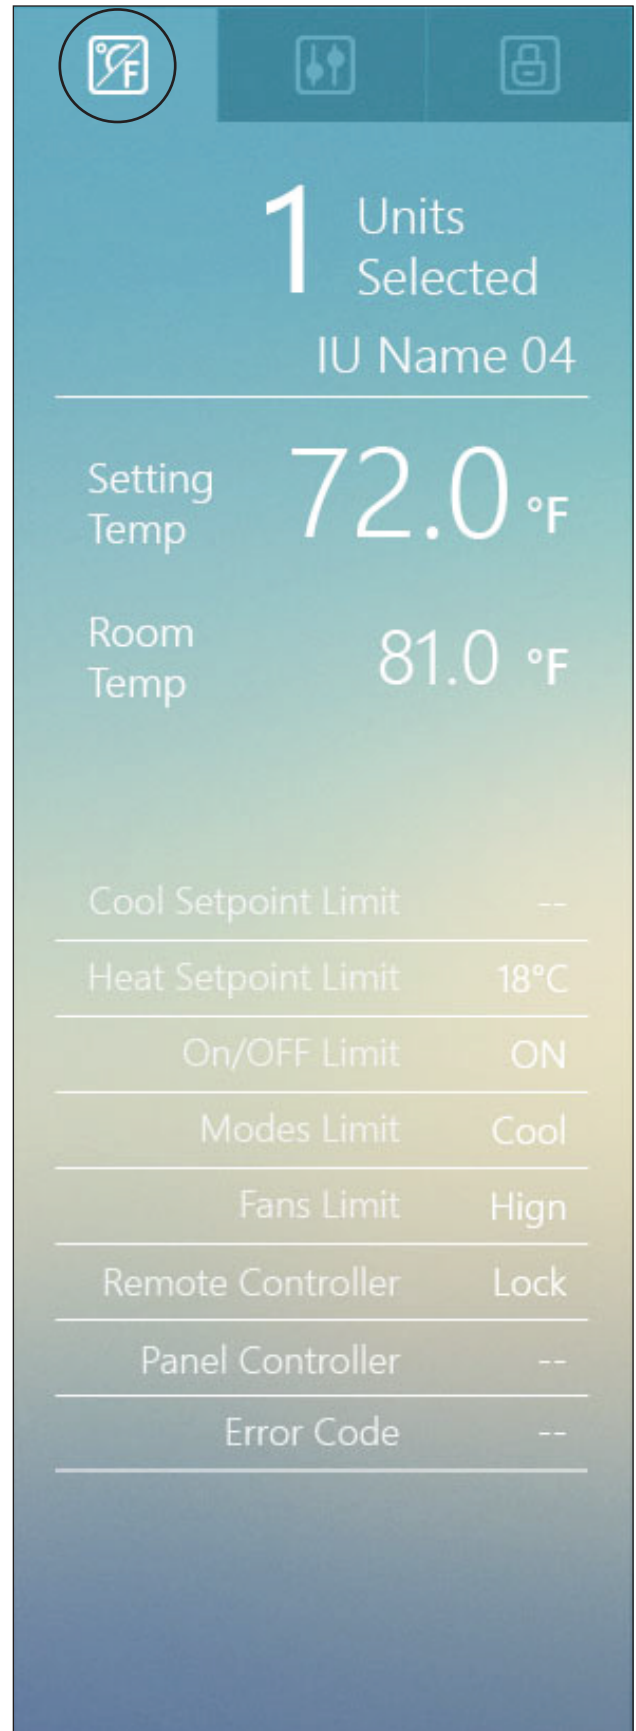 °C/F
1 Units
Selected
IU Name 04
Setting
Temp 72.0 °F
Room
Temp 81.0 °F
Cool Setpoint Limit --
Heat Setpoint Limit 18°C
On/OFF Limit ON
Modes Limit Cool
Fans Limit Hign
Remote Controller Lock
Panel Controller --
Error Code --